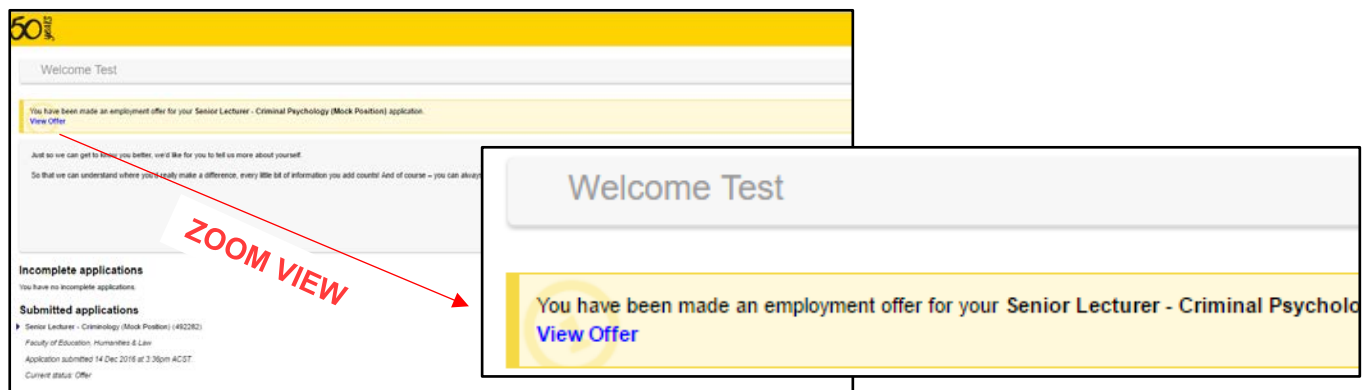 50 years
Welcome Test
You have been made an employment offer for your Senior Lecturer - Criminal Psychology (Mock Position) application.
View Offer
Just so we can get to know you better, we'd like for you to tell us more about yourself.
So that we can understand where you'd really make a difference, every little bit of information you add counts! And of course – you can always
Incomplete applications
You have no incomplete applications.
Submitted applications
Senior Lecturer - Criminology (Mock Position) (492282)
Faculty of Education, Humanities & Law
Application submitted 14 Dec 2016 at 3:36pm ACST
Current status: Offer
ZOOM VIEW
Welcome Test
You have been made an employment offer for your Senior Lecturer - Criminal Psycholo
View Offer